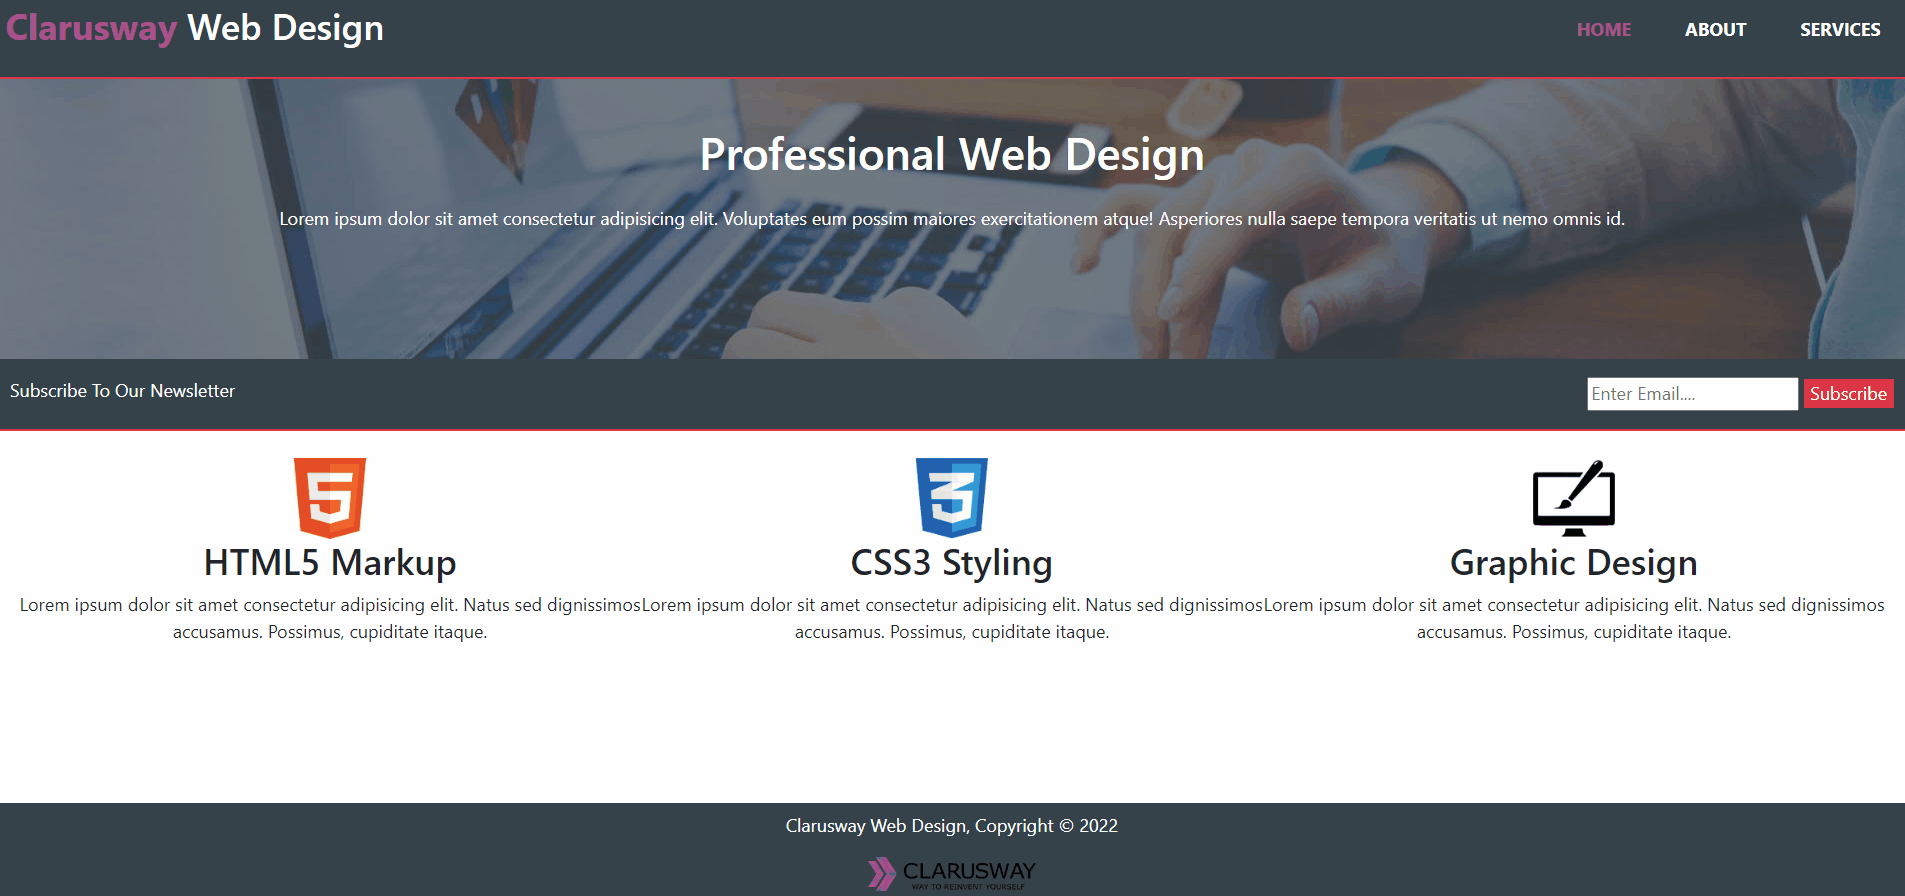 Clarusway Web Design
HOME ABOUT SERVICES
Professional Web Design
Lorem ipsum dolor sit amet consectetur adipisicing elit. Voluptates eum possim maiores exercitationem atque! Asperiores nulla saepe tempora veritatis ut nemo omnis id.
Subscribe To Our Newsletter
Enter Email....
Subscribe
HTML5 Markup
Lorem ipsum dolor sit amet consectetur adipisicing elit. Natus sed dignissimos
accusamus. Possimus, cupiditate itaque.
CSS3 Styling
Lorem ipsum dolor sit amet consectetur adipisicing elit. Natus sed dignissimos
accusamus. Possimus, cupiditate itaque.
Graphic Design
Lorem ipsum dolor sit amet consectetur adipisicing elit. Natus sed dignissimos
accusamus. Possimus, cupiditate itaque.
Clarusway Web Design, Copyright © 2022
CLARUSWAY
WAY TO REINVENT YOURSELF